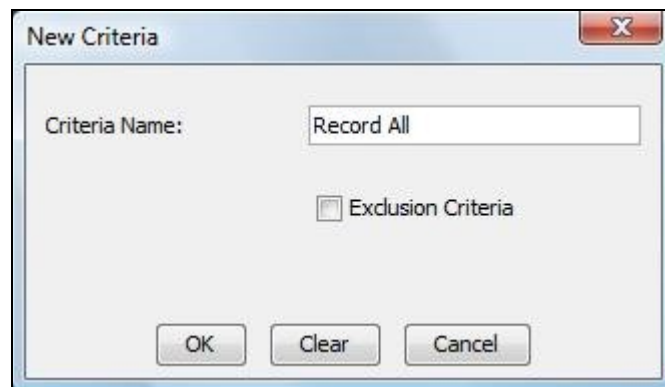 New Criteria
Criteria Name: Record All
Exclusion Criteria
OK Clear Cancel